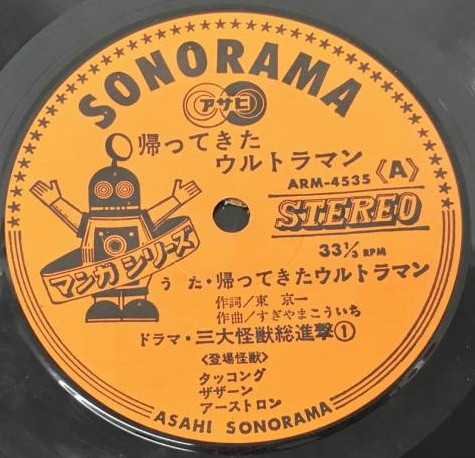 SONORAMA
アサヒ
帰ってきた
ウルトラマン
ARM-4535 《A》
STEREO
33⅓ RPM
マンガ シリーズ
うた・帰ってきたウルトラマン
作詞/東 京一
作曲/すぎやまこういち
ドラマ・三大怪獣総進撃①
〈登場怪獣〉
タッコング
ザザーン
アーストロン
ASAHI SONORAMA